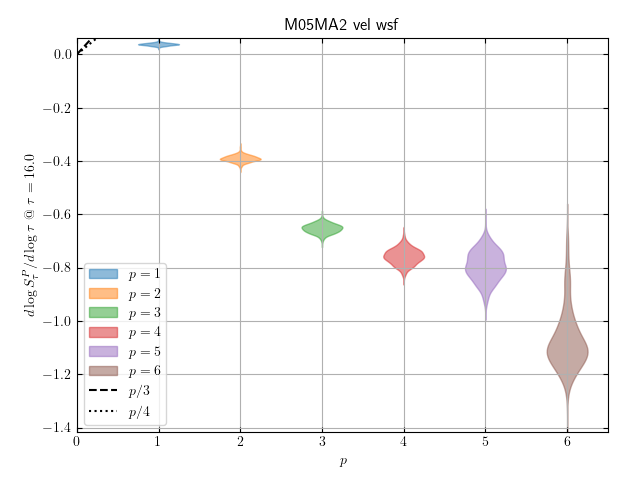 M05MA2 vel wsf
d log S_τ^P / d log τ @ τ = 16.0
0.0
−0.2
−0.4
−0.6
−0.8
−1.0
−1.2
−1.4
p = 1
p = 2
p = 3
p = 4
p = 5
p = 6
p/3
p/4
0 1 2 3 4 5 6
p